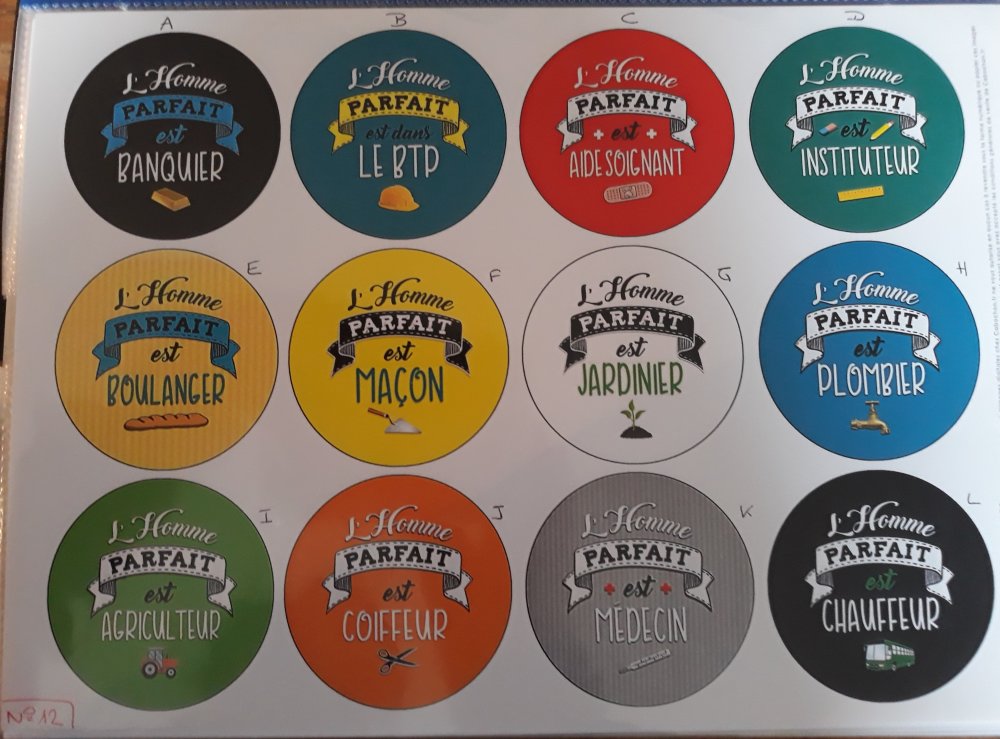 A
B
C
D
L'Homme
PARFAIT
est
BANQUIER
L'Homme
PARFAIT
est dans
LE BTP
L'Homme
PARFAIT
est
AIDE SOIGNANT
L'Homme
PARFAIT
est
INSTITUTEUR
E
F
G
H
L'Homme
PARFAIT
est
BOULANGER
L'Homme
PARFAIT
est
MAÇON
L'Homme
PARFAIT
est
JARDINIER
L'Homme
PARFAIT
est
PLOMBIER
I
J
K
L
L'Homme
PARFAIT
est
AGRICULTEUR
L'Homme
PARFAIT
est
COIFFEUR
L'Homme
PARFAIT
est
MÉDECIN
L'Homme
PARFAIT
est
CHAUFFEUR
N°12